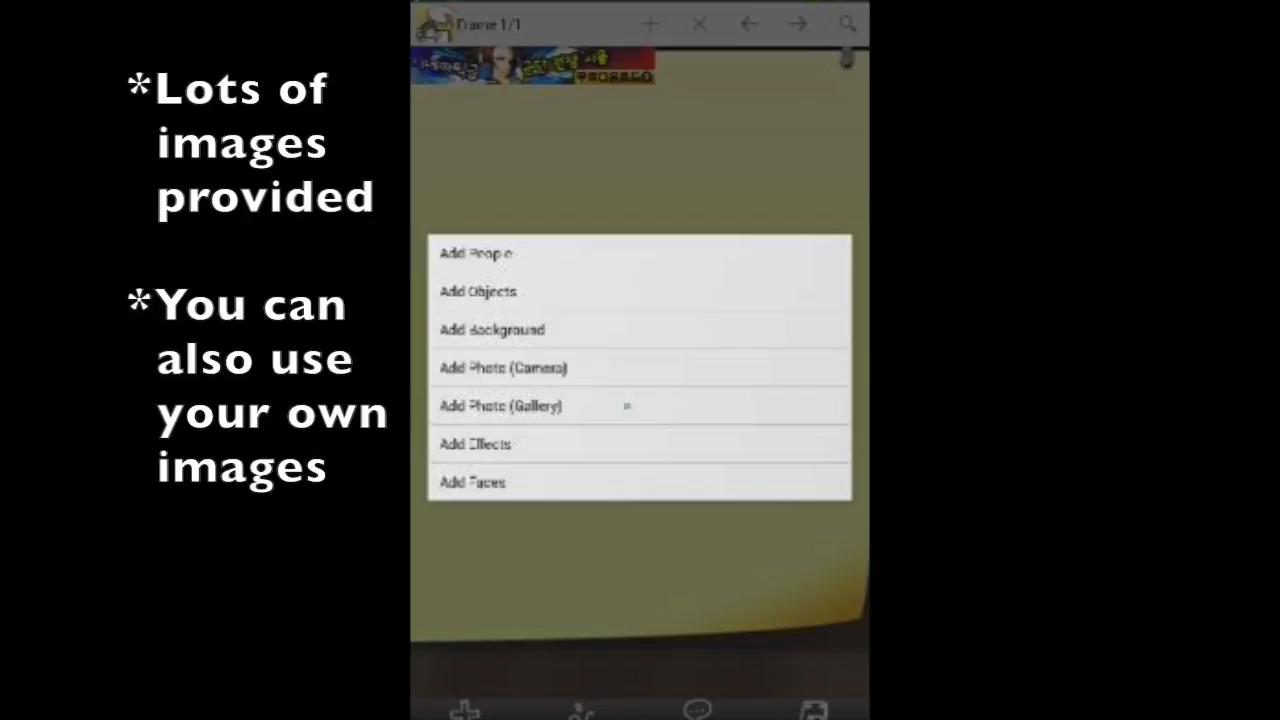 *Lots of
images
provided
*You can
also use
your own
images
Frame 1/1
Add People
Add Objects
Add Background
Add Photo (Camera)
Add Photo (Gallery)
Add Effects
Add Faces